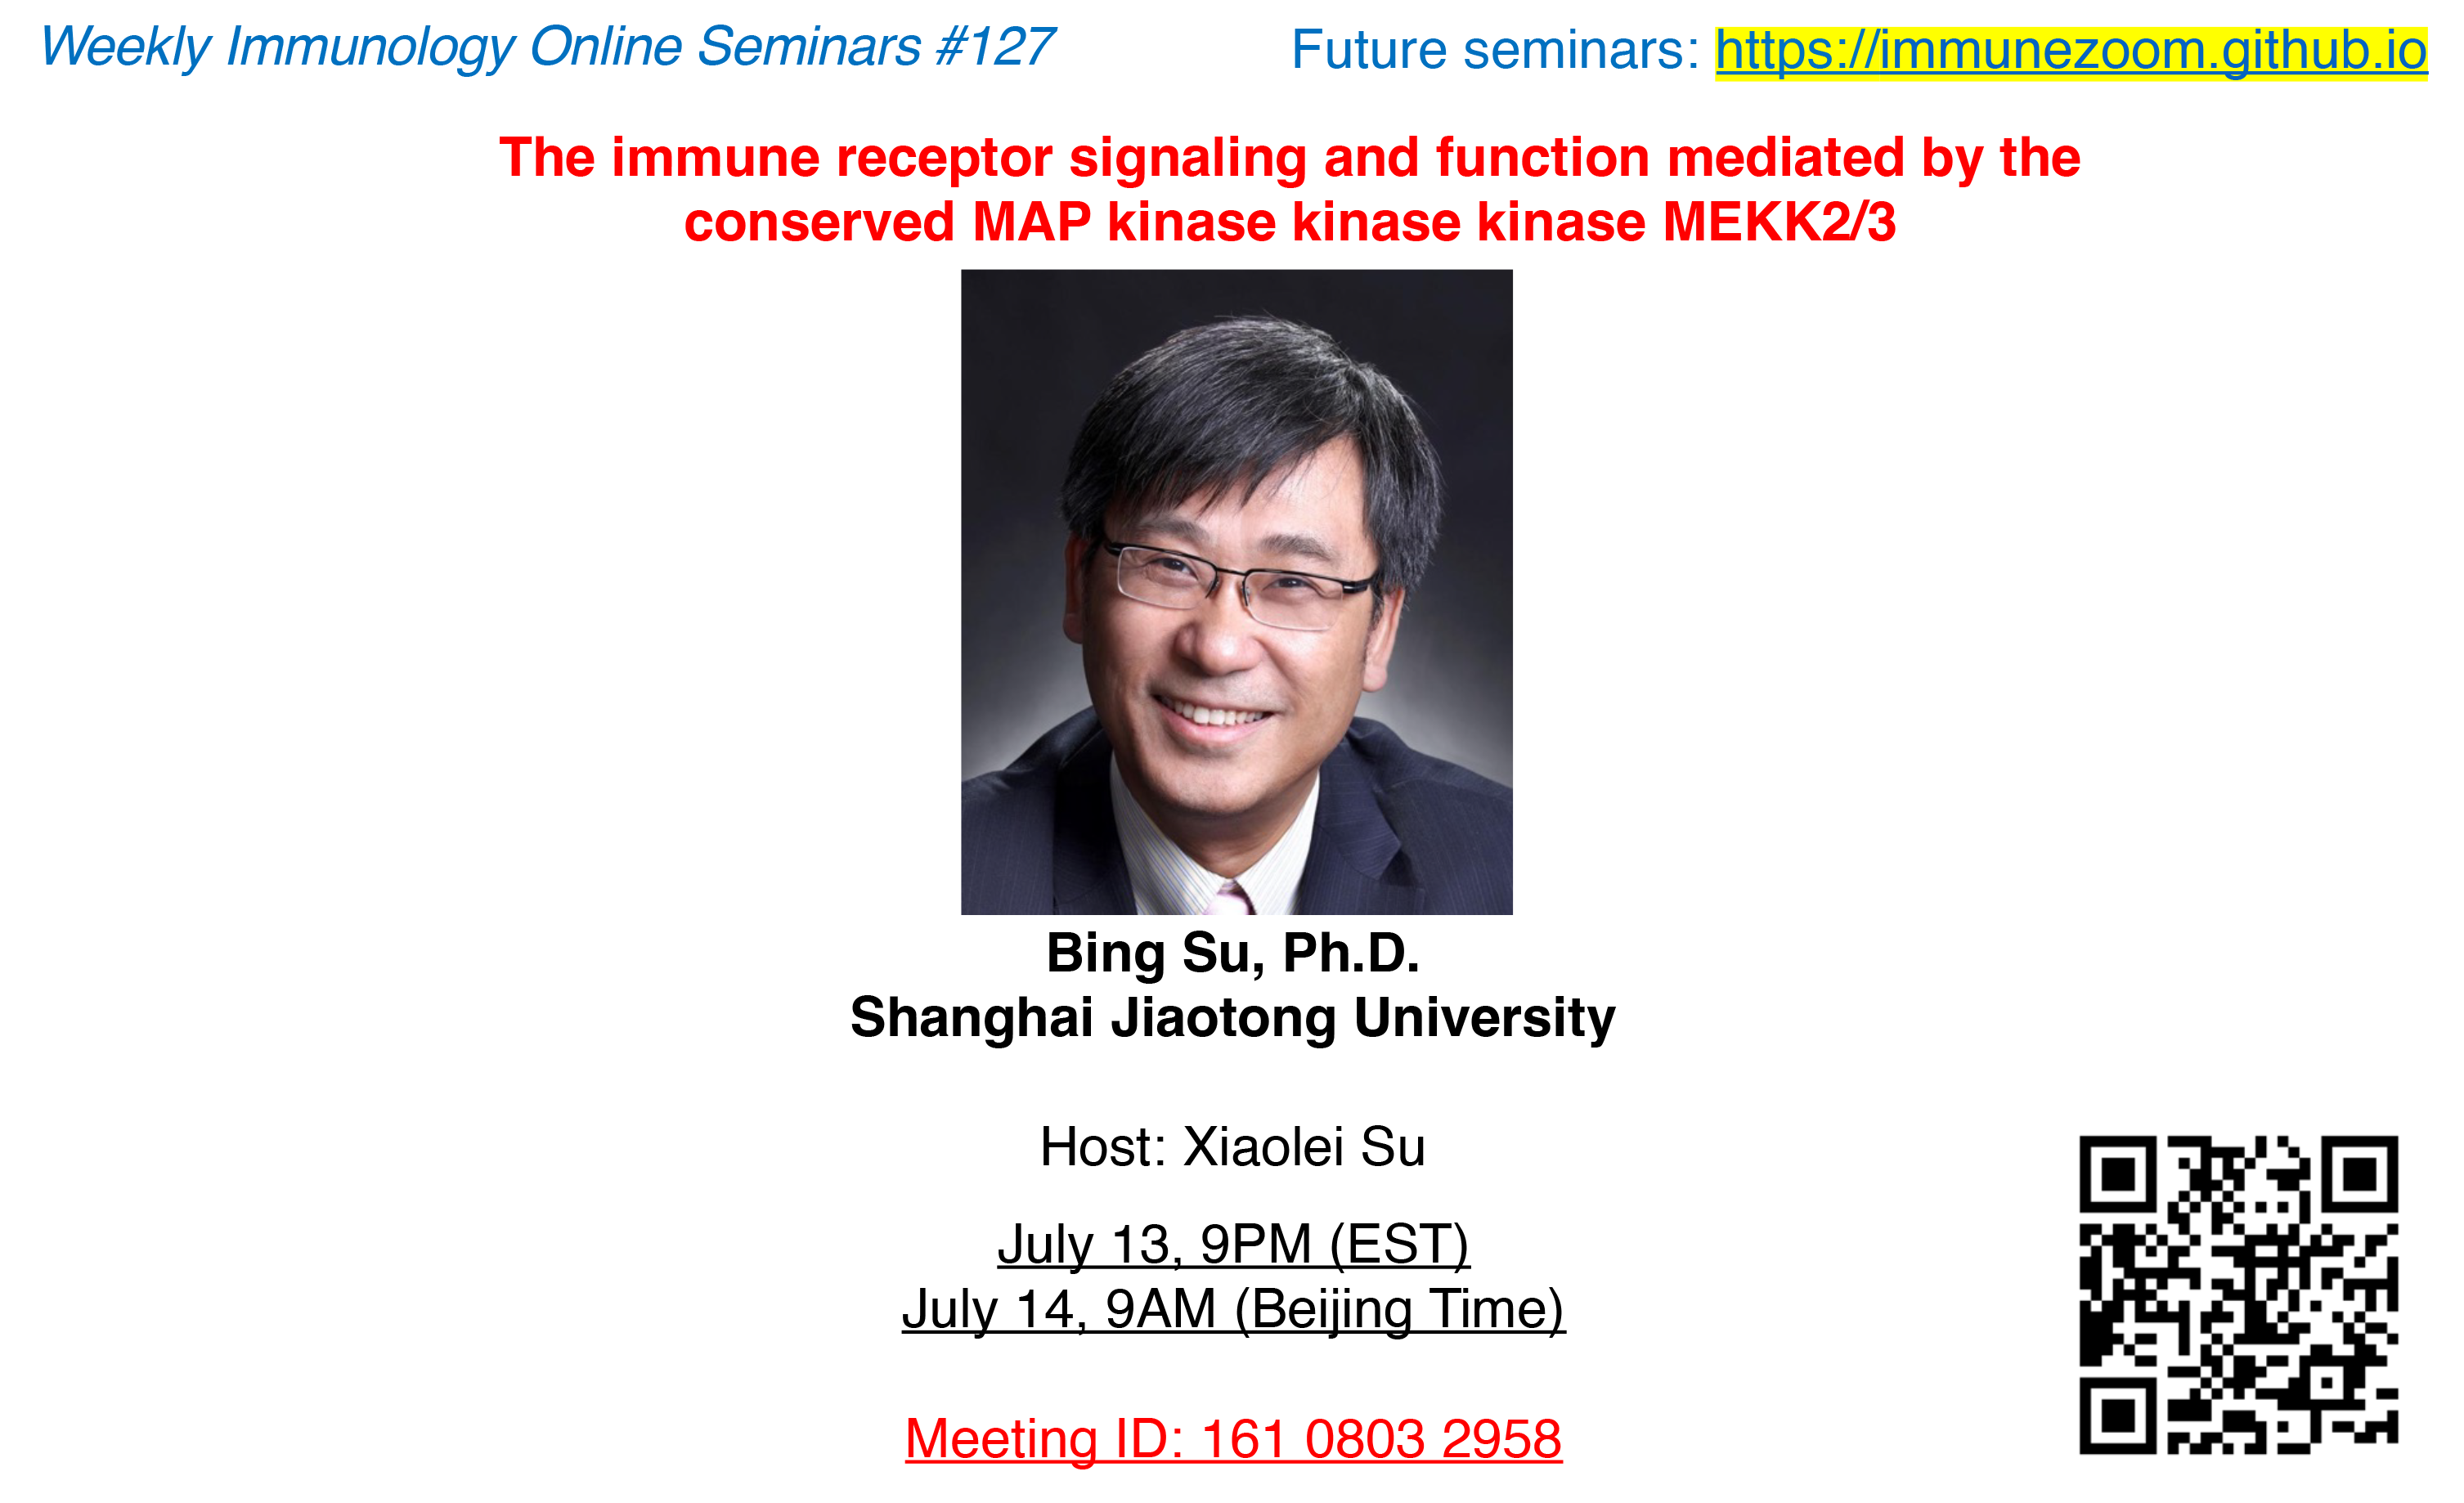 Weekly Immunology Online Seminars #127
Future seminars: https://immunezoom.github.io
The immune receptor signaling and function mediated by the
conserved MAP kinase kinase kinase MEKK2/3
Bing Su, Ph.D.
Shanghai Jiaotong University
Host: Xiaolei Su
July 13, 9PM (EST)
July 14, 9AM (Beijing Time)
Meeting ID: 161 0803 2958